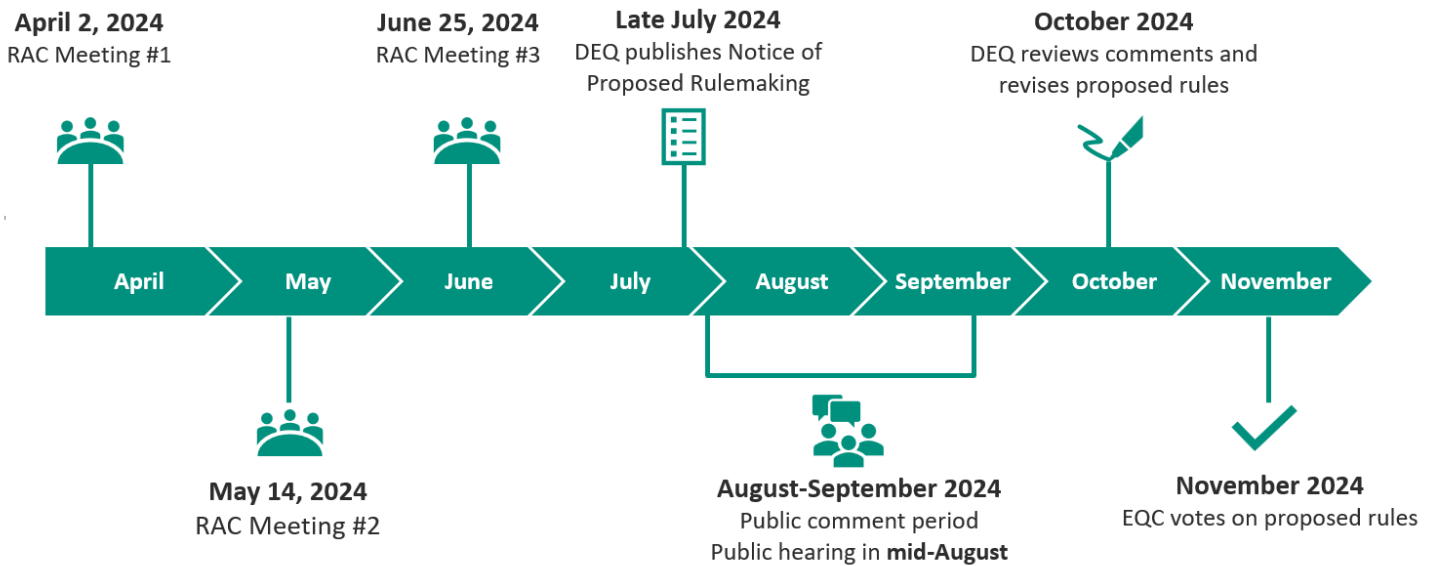 April 2, 2024
RAC Meeting #1
June 25, 2024
RAC Meeting #3
Late July 2024
DEQ publishes Notice of
Proposed Rulemaking
October 2024
DEQ reviews comments and
revises proposed rules
April
May
June
July
August
September
October
November
May 14, 2024
RAC Meeting #2
August-September 2024
Public comment period
Public hearing in mid-August
November 2024
EQC votes on proposed rules